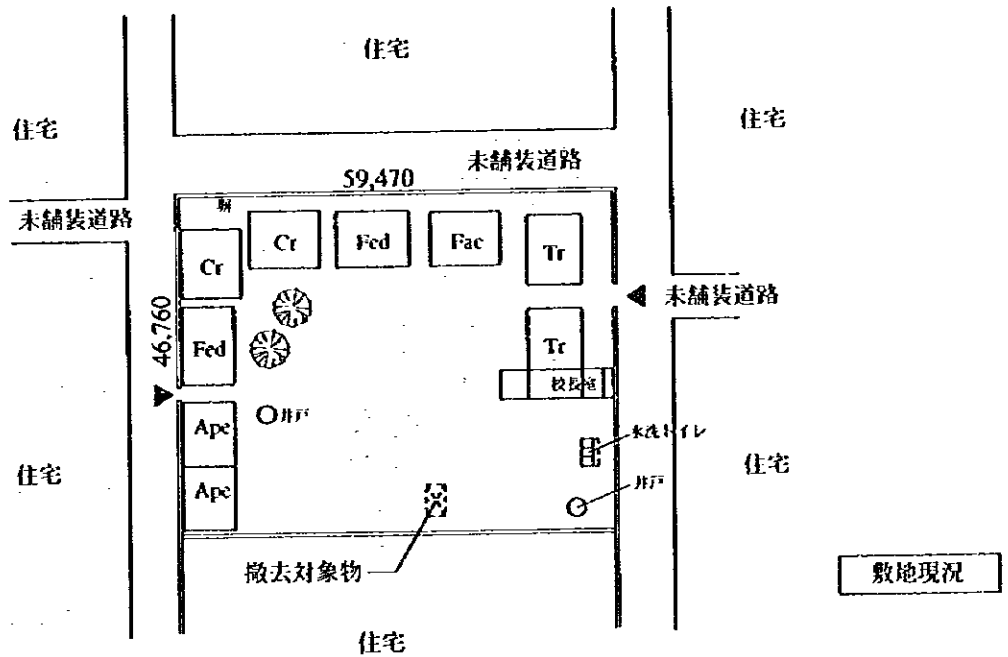 住宅
住宅
住宅
未舗装道路
59,470
未舗装道路
塀
Cr
Fed
Fac
Tr
Cr
未舗装道路
46,760
Fed
Tr
校長室
Ape
井戸
水洗トイレ
住宅
住宅
Ape
井戸
撤去対象物
敷地現況
住宅